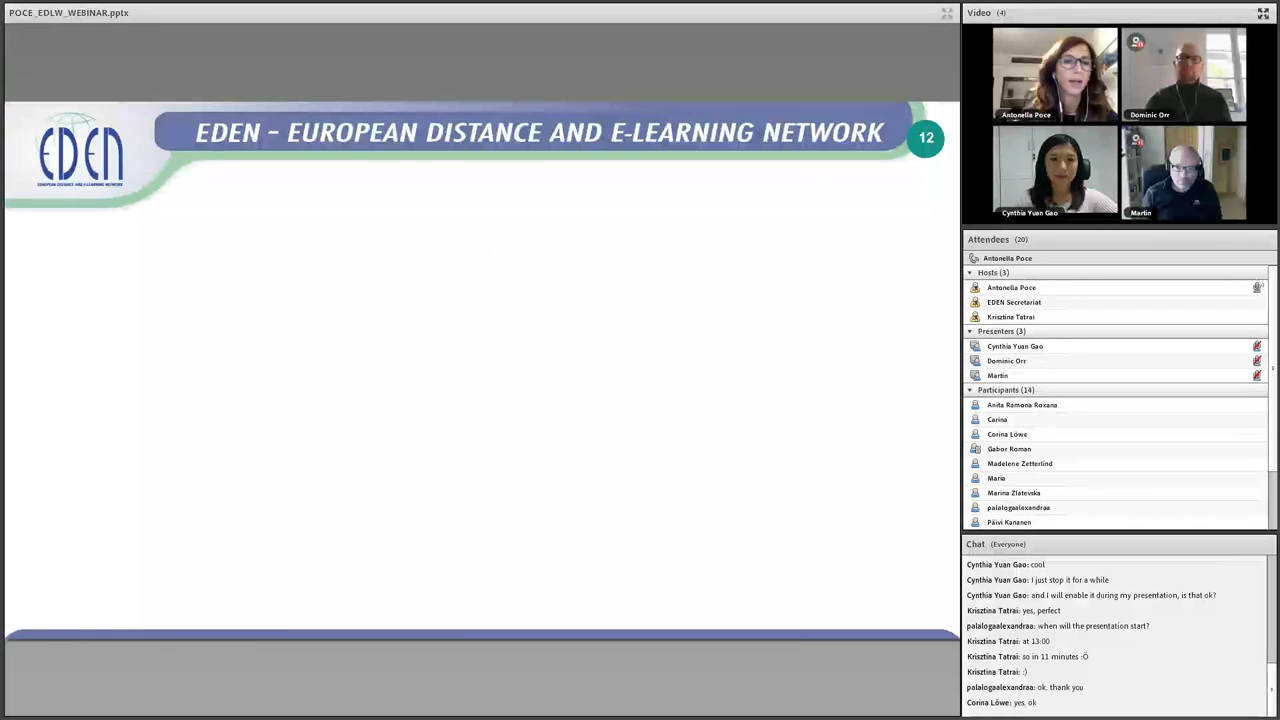 POCE_EDLW_WEBINAR.pptx
EDEN
EUROPEAN DISTANCE AND E-LEARNING NETWORK
EDEN – EUROPEAN DISTANCE AND E-LEARNING NETWORK
12
Video (4)
Antonella Poce
Dominic Orr
Cynthia Yuan Gao
Martin
Attendees (20)
Antonella Poce
Hosts (3)
Antonella Poce
EDEN Secretariat
Krisztina Tatrai
Presenters (3)
Cynthia Yuan Gao
Dominic Orr
Martin
Participants (14)
Anita Ramona Roxana
Carina
Corina Löwe
Gabor Roman
Madelene Zetterlind
Maria
Marina Zlatevska
palalogaalexandraa
Päivi Kananen
Chat (Everyone)
Cynthia Yuan Gao: cool
Cynthia Yuan Gao: I just stop it for a while
Cynthia Yuan Gao: and I will enable it during my presentation, is that ok?
Krisztina Tatrai: yes, perfect
palalogaalexandraa: when will the presentation start?
Krisztina Tatrai: at 13:00
Krisztina Tatrai: so in 11 minutes :Ö
Krisztina Tatrai: :)
palalogaalexandraa: ok. thank you
Corina Löwe: yes. ok